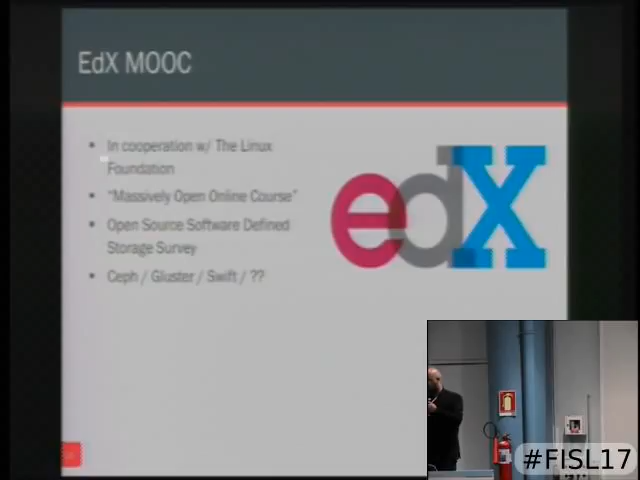 EdX MOOC
In cooperation w/ The Linux
Foundation
"Massively Open Online Course"
Open Source Software Defined
Storage Survey
Ceph / Gluster / Swift / ??
edX
#FISL17